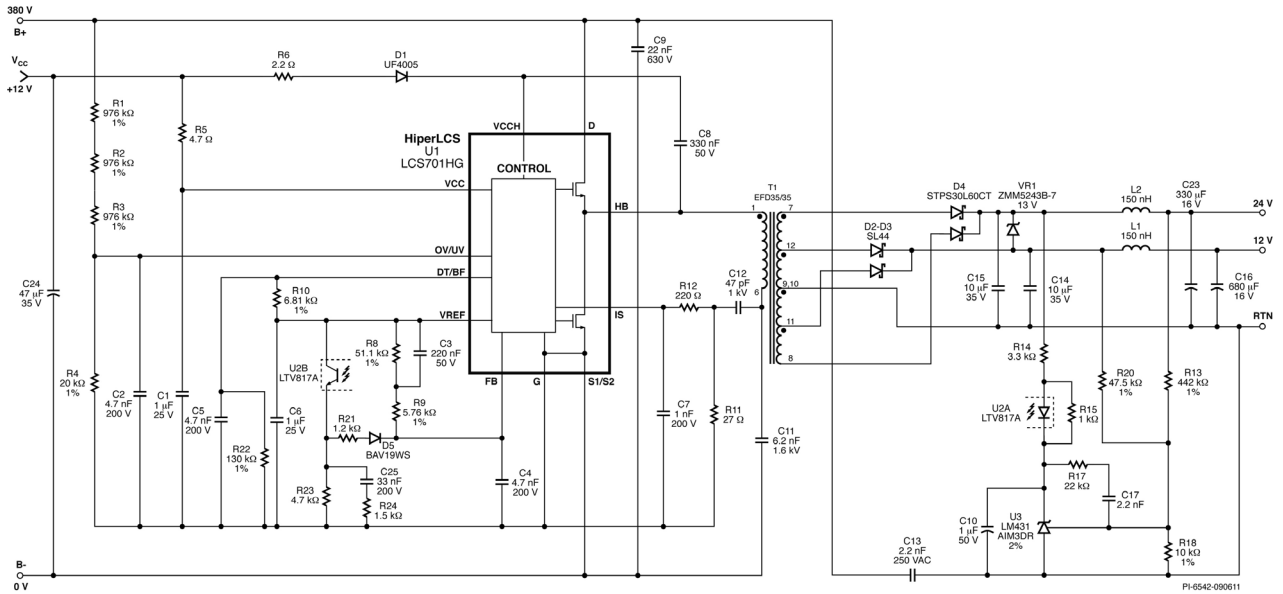 380 V
B+
VCC
+12 V
R6
2.2 Ω
D1
UF4005
C9
22 nF
630 V
R1
976 kΩ
1%
R2
976 kΩ
1%
R3
976 kΩ
1%
R5
4.7 Ω
HiperLCS
U1
LCS701HG
VCCH
D
CONTROL
VCC
HB
OV/UV
DT/BF
VREF
IS
FB
G
S1/S2
C8
330 nF
50 V
T1
EFD35/35
1
6
7
12
9,10
11
8
D4
STPS30L60CT
VR1
ZMM5243B-7
13 V
L2
150 nH
C23
330 μF
16 V
24 V
D2-D3
SL44
L1
150 nH
12 V
C15
10 μF
35 V
C14
10 μF
35 V
C16
680 μF
16 V
RTN
C24
47 μF
35 V
R10
6.81 kΩ
1%
R12
220 Ω
C12
47 pF
1 kV
R4
20 kΩ
1%
C2
4.7 nF
200 V
C1
1 μF
25 V
C5
4.7 nF
200 V
R22
130 kΩ
1%
C6
1 μF
25 V
U2B
LTV817A
R8
51.1 kΩ
1%
C3
220 nF
50 V
R9
5.76 kΩ
1%
R21
1.2 kΩ
D5
BAV19WS
C25
33 nF
200 V
R23
4.7 kΩ
R24
1.5 kΩ
C4
4.7 nF
200 V
C7
1 nF
200 V
R11
27 Ω
C11
6.2 nF
1.6 kV
R14
3.3 kΩ
U2A
LTV817A
R15
1 kΩ
R20
47.5 kΩ
1%
R13
442 kΩ
1%
R17
22 kΩ
C17
2.2 nF
C10
1 μF
50 V
U3
LM431
AIM3DR
2%
R18
10 kΩ
1%
C13
2.2 nF
250 VAC
B-
0 V
PI-6542-090611